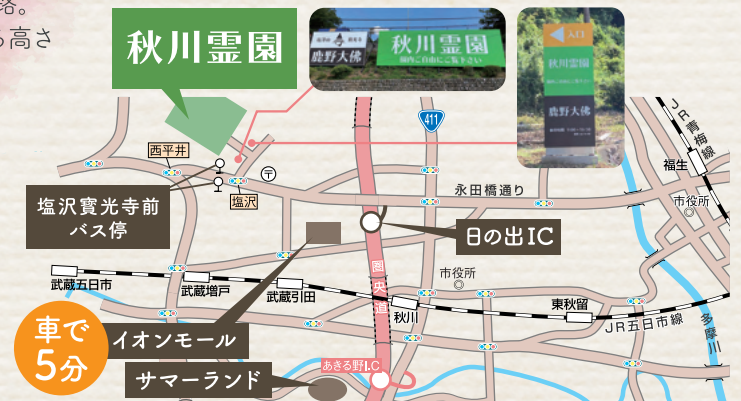 路。
る高さ
秋川霊園
鹿野大佛
秋川霊園
園内ご自由にご覧下さい
入口
秋川霊園
鹿野大佛
411
JR青梅線
福生
市役所
西平井
塩沢
永田橋通り
塩沢寳光寺前
バス停
日の出IC
圏央道
市役所
武蔵五日市
武蔵増戸
武蔵引田
秋川
東秋留
JR五日市線
多摩川
車で
5分
イオンモール
サマーランド
あきる野I.C